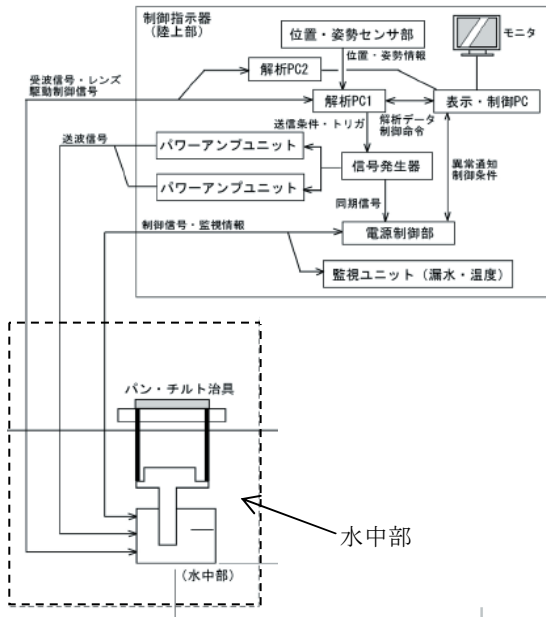 制御指示器
(陸上部)
位置・姿勢センサ部
モニタ
位置・姿勢情報
解析PC2
受波信号・レンズ
駆動制御信号
解析PC1
表示・制御PC
送信条件・トリガ
解析データ
制御命令
送波信号
パワーアンプユニット
信号発生器
異常通知
制御条件
パワーアンプユニット
同期信号
制御信号・監視情報
電源制御部
監視ユニット（漏水・温度）
パン・チルト治具
水中部
(水中部)